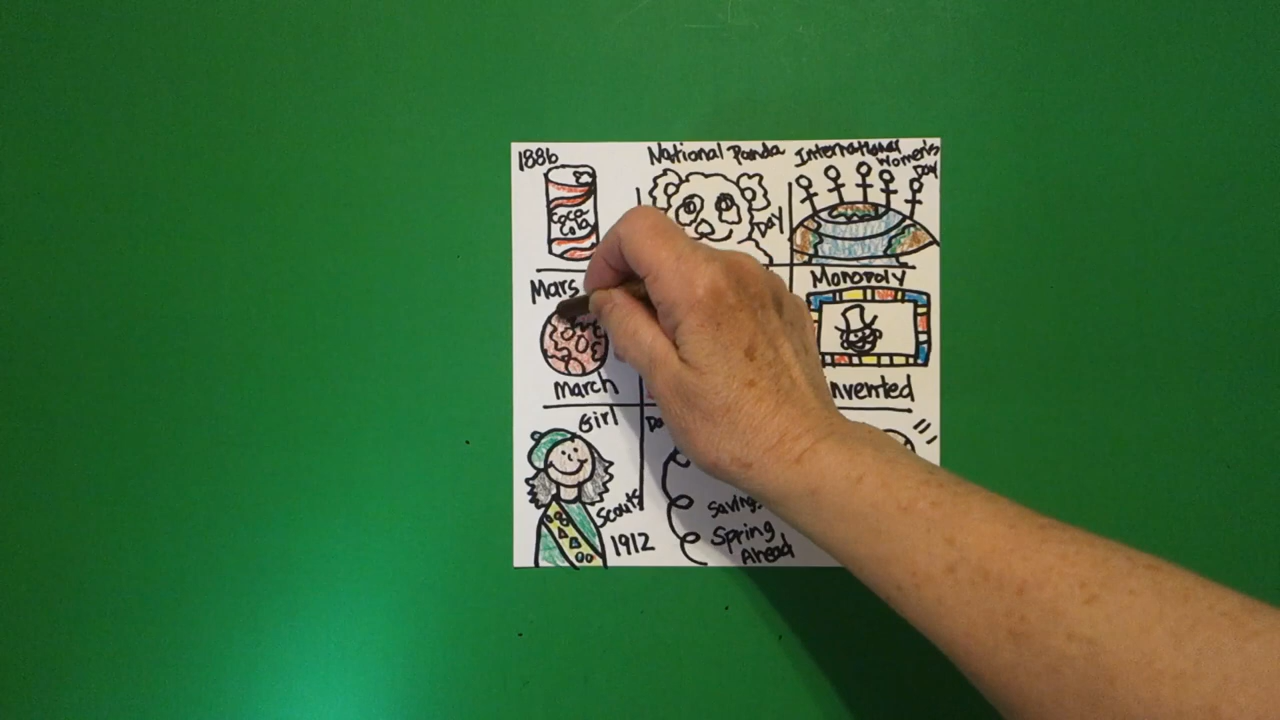 1886
Coca
Cola
National Panda
Day
International
Women's
Day
Mars
March
Monopoly
Invented
Girl
Scouts
1912
Savings
Spring
Ahead